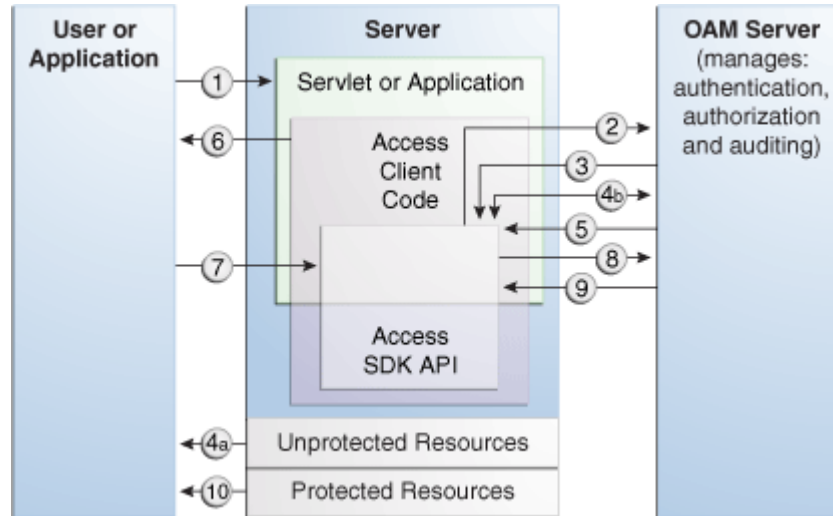 User or
Application
Server
OAM Server
(manages:
authentication,
authorization
and auditing)
1
Servlet or Application
2
6
Access
Client
Code
3
4b
5
7
8
9
Access
SDK API
4a
Unprotected Resources
10
Protected Resources